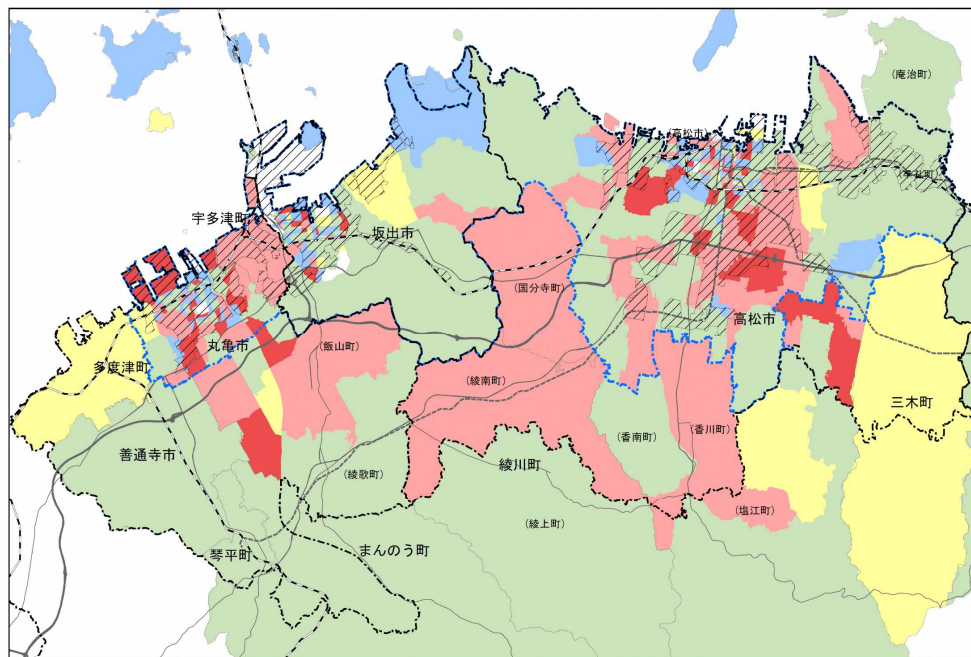 (庵治町)
(高松市)
(牟礼町)
宇多津町
坂出市
(国分寺町)
高松市
丸亀市
(飯山町)
多度津町
(綾南町)
三木町
(香南町)
(香川町)
善通寺市
綾川町
(綾歌町)
(塩江町)
(綾上町)
琴平町
まんのう町